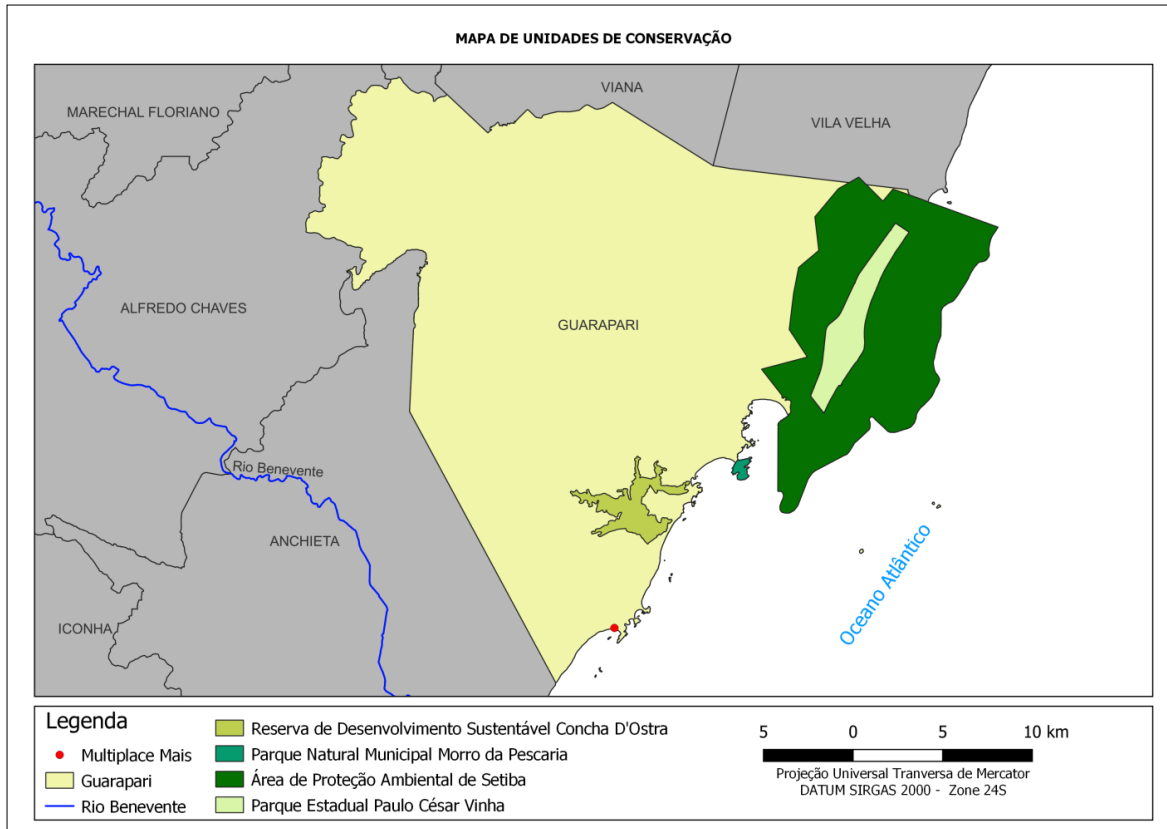 MAPA DE UNIDADES DE CONSERVAÇÃO
VIANA
MARECHAL FLORIANO
VILA VELHA
ALFREDO CHAVES
GUARAPARI
Rio Benevente
ANCHIETA
Oceano Atlântico
ICONHA
Legenda
Multiplace Mais
Guarapari
Rio Benevente
Reserva de Desenvolvimento Sustentável Concha D'Ostra
Parque Natural Municipal Morro da Pescaria
Área de Proteção Ambiental de Setiba
Parque Estadual Paulo César Vinha
5 0 5 10 km
Projeção Universal Tranversa de Mercator
DATUM SIRGAS 2000 - Zone 24S